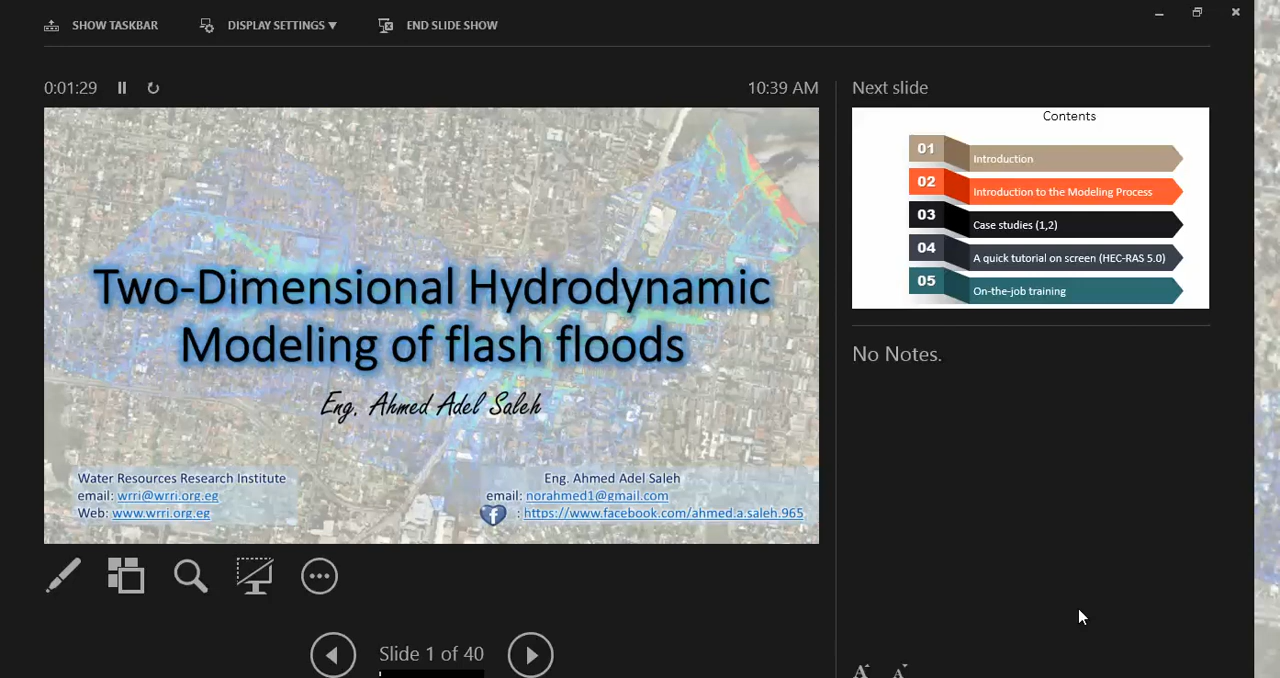 SHOW TASKBAR
DISPLAY SETTINGS ▼
END SLIDE SHOW
0:01:29
10:39 AM
Two-Dimensional Hydrodynamic
Modeling of flash floods
Eng. Ahmed Adel Saleh
Water Resources Research Institute
email: wrri@wrri.org.eg
Web: www.wrri.org.eg
Eng. Ahmed Adel Saleh
email: norahmed1@gmail.com
f : https://www.facebook.com/ahmed.a.saleh.965
Slide 1 of 40
Next slide
Contents
01 Introduction
02 Introduction to the Modeling Process
03 Case studies (1,2)
04 A quick tutorial on screen (HEC-RAS 5.0)
05 On-the-job training
No Notes.
A A